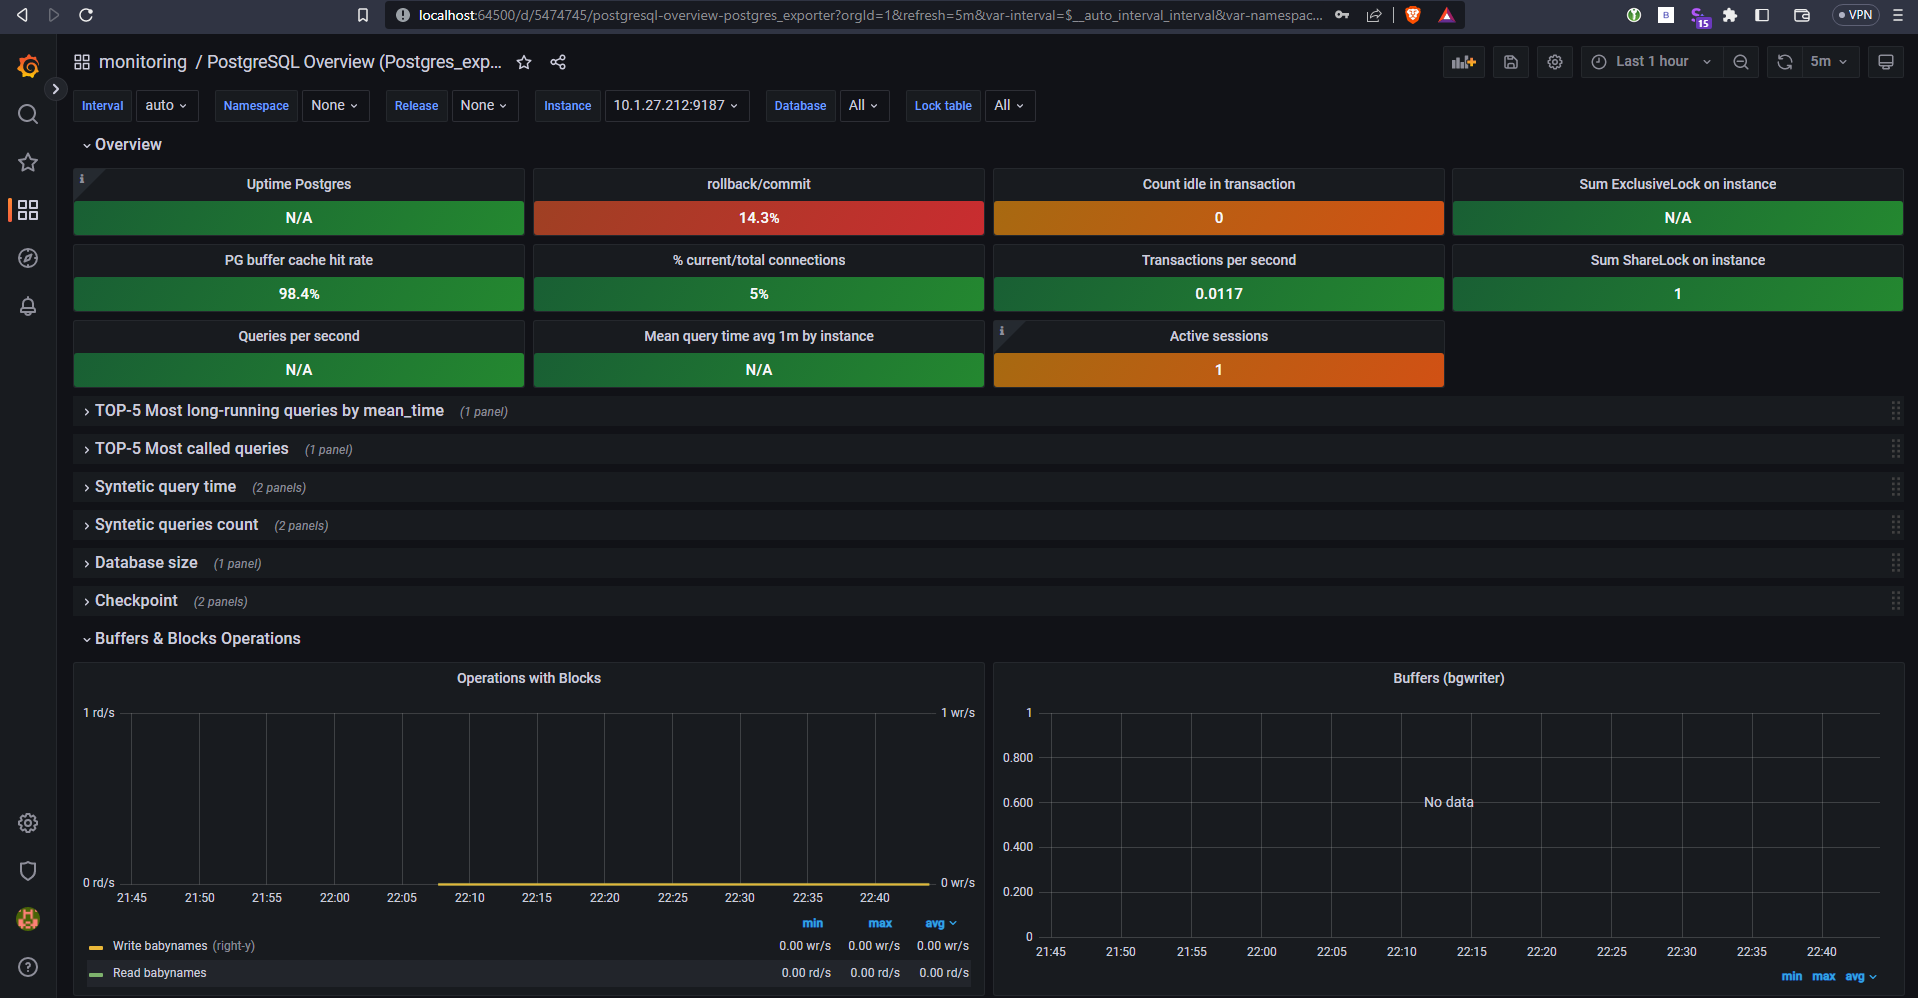 localhost:64500/d/5474745/postgresql-overview-postgres_exporter?orgId=1&refresh=5m&var-interval=$__auto_interval_interval&var-namespac...
B
15
VPN
monitoring / PostgreSQL Overview (Postgres_exp...
Last 1 hour
5m
Interval auto Namespace None Release None Instance 10.1.27.212:9187 Database All Lock table All
Overview
i
Uptime Postgres
N/A
rollback/commit
14.3%
Count idle in transaction
0
Sum ExclusiveLock on instance
N/A
PG buffer cache hit rate
98.4%
% current/total connections
5%
Transactions per second
0.0117
Sum ShareLock on instance
1
Queries per second
N/A
Mean query time avg 1m by instance
N/A
i
Active sessions
1
TOP-5 Most long-running queries by mean_time (1 panel)
TOP-5 Most called queries (1 panel)
Syntetic query time (2 panels)
Syntetic queries count (2 panels)
Database size (1 panel)
Checkpoint (2 panels)
Buffers & Blocks Operations
Operations with Blocks
1 rd/s
1 wr/s
0 rd/s
0 wr/s
21:45 21:50 21:55 22:00 22:05 22:10 22:15 22:20 22:25 22:30 22:35 22:40
min max avg
Write babynames (right-y) 0.00 wr/s 0.00 wr/s 0.00 wr/s
Read babynames 0.00 rd/s 0.00 rd/s 0.00 rd/s
Buffers (bgwriter)
1
0.800
0.600
0.400
0.200
0
No data
21:45 21:50 21:55 22:00 22:05 22:10 22:15 22:20 22:25 22:30 22:35 22:40
min max avg